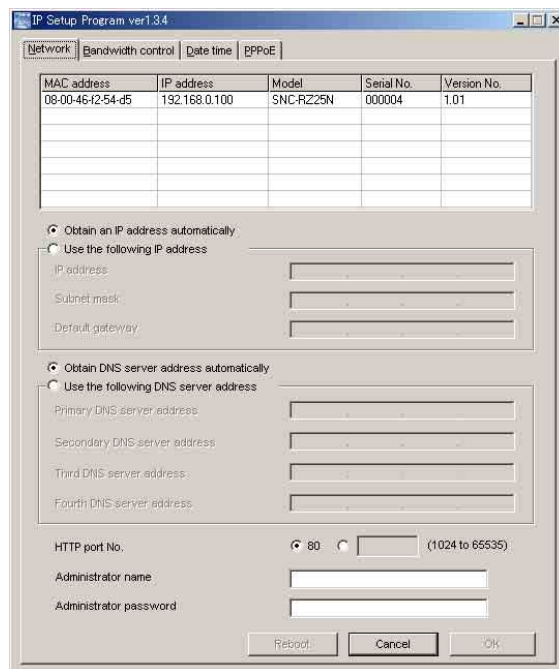 IP Setup Program ver1.3.4
Network Bandwidth control Date time PPPoE
MAC address IP address Model Serial No. Version No.
08-00-46-f2-54-d5 192.168.0.100 SNC-RZ25N 000004 1.01
Obtain an IP address automatically
Use the following IP address
IP address
Subnet mask
Default gateway
Obtain DNS server address automatically
Use the following DNS server address
Primary DNS server address
Secondary DNS server address
Third DNS server address
Fourth DNS server address
HTTP port No. 80 (1024 to 65535)
Administrator name
Administrator password
Reboot Cancel OK